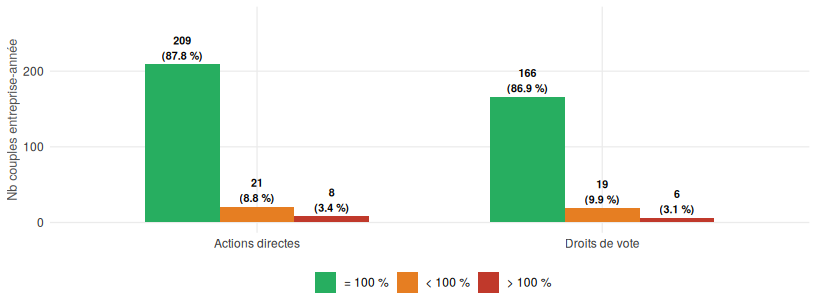 Nb couples entreprise-année
200
100
0
209
(87.8 %)
21
(8.8 %)
8
(3.4 %)
166
(86.9 %)
19
(9.9 %)
6
(3.1 %)
Actions directes
Droits de vote
= 100 %
< 100 %
> 100 %